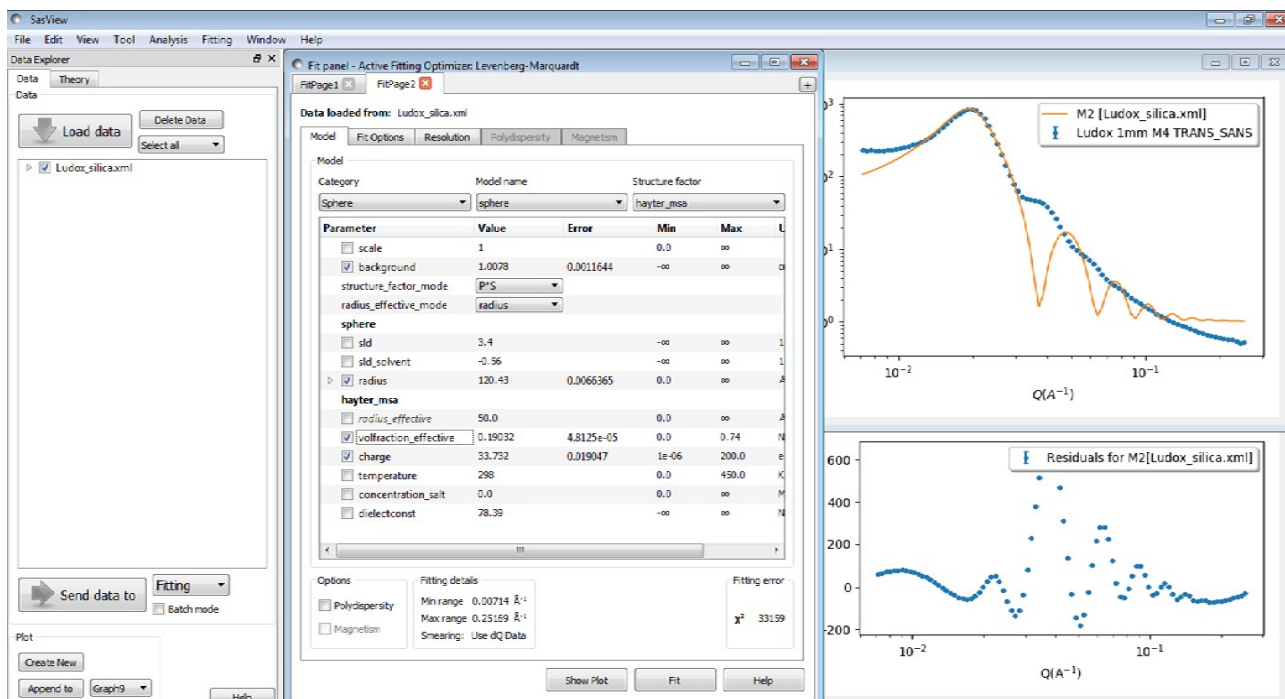 SasView
File Edit View Tool Analysis Fitting Window Help
Data Explorer
Data Theory
Data
Load data
Delete Data
Select all
Ludox_silica.xml
Send data to
Fitting
Batch mode
Plot
Create New
Append to Graph9
Help
Fit panel - Active Fitting Optimizer: Levenberg-Marquardt
FitPage1 FitPage2
Data loaded from: Ludox_silica.xml
Model Fit Options Resolution Polydispersity Magnetism
Model
Category Model name Structure factor
Sphere sphere hayter_msa
Parameter Value Error Min Max U
scale 1 0.0 ∞
background 1.0078 0.0011644 -∞ ∞
structure_factor_mode P*S
radius_effective_mode radius
sphere
sld 3.4 -∞ ∞ 1
sld_solvent -0.56 -∞ ∞ 1
radius 120.43 0.0066365 0.0 ∞ Å
hayter_msa
radius_effective 50.0 0.0 ∞ Å
volfraction_effective 0.19032 4.8125e-05 0.0 0.74 N
charge 33.732 0.019047 1e-06 200.0 e
temperature 298 0.0 450.0 K
concentration_salt 0.0 0.0 ∞ M
dielectconst 78.39 -∞ ∞ N
Options
Polydispersity
Magnetism
Fitting details
Min range 0.00714 Å⁻¹
Max range 0.25169 Å⁻¹
Smearing: Use dQ Data
Fitting error
χ² 33159
Show Plot Fit Help
M2 [Ludox_silica.xml]
Ludox 1mm M4 TRANS_SANS
0³
0²
0¹
0⁰
10⁻² 10⁻¹
Q(A⁻¹)
Residuals for M2[Ludox_silica.xml]
600
400
200
0
-200
10⁻² 10⁻¹
Q(A⁻¹)